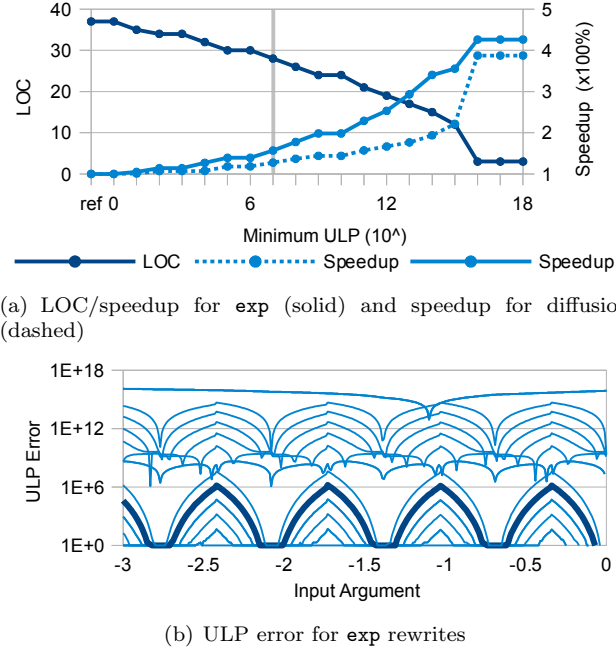 40
30
20
10
0
LOC
5
4
3
2
1
Speedup (x100%)
ref 0 6 12 18
Minimum ULP (10^)
LOC Speedup Speedup
(a) LOC/speedup for exp (solid) and speedup for diffusio
(dashed)
1E+18
1E+12
1E+6
1E+0
ULP Error
-3 -2.5 -2 -1.5 -1 -0.5 0
Input Argument
(b) ULP error for exp rewrites